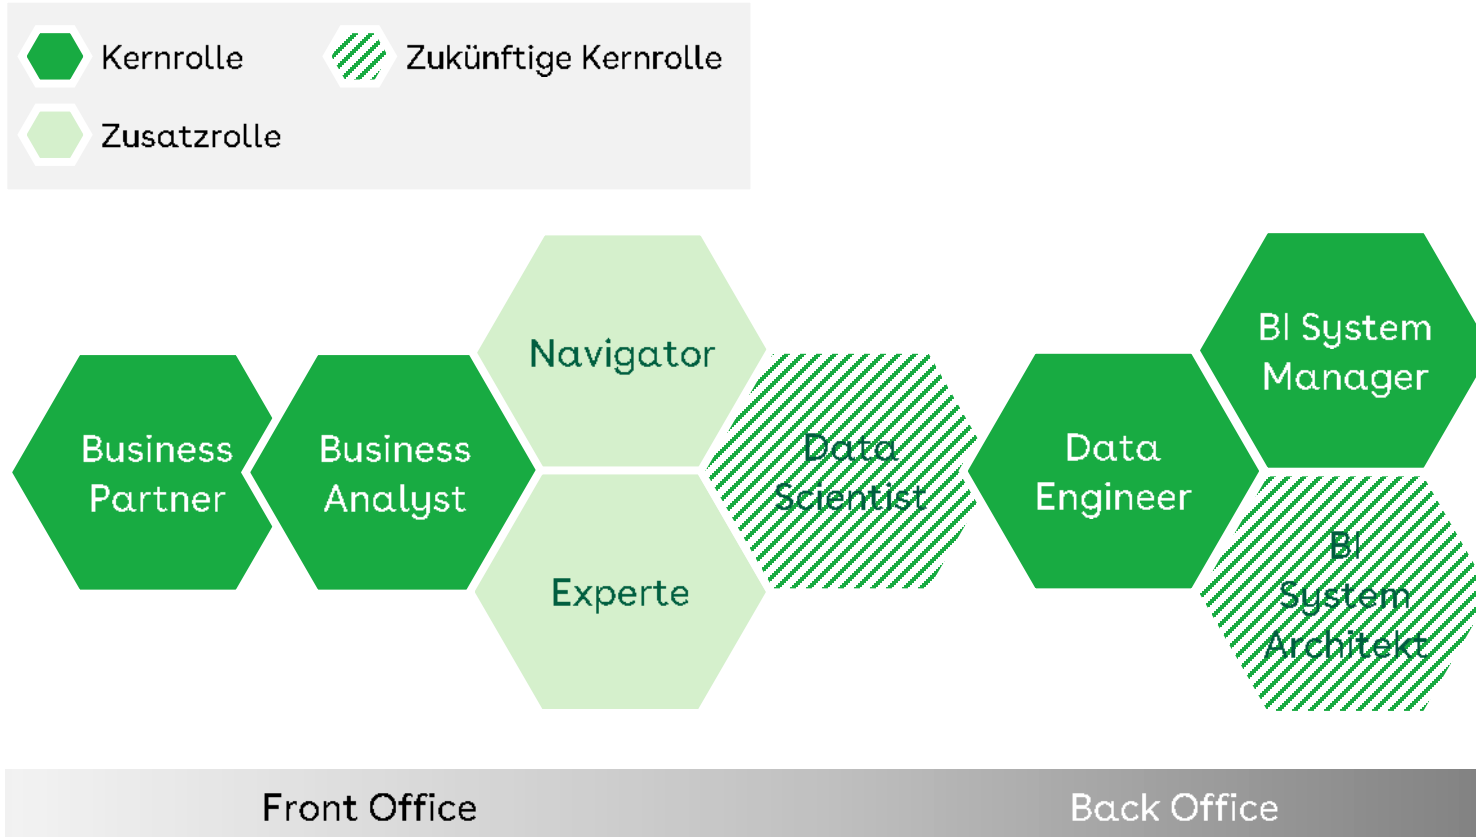 Kernrolle
Zukünftige Kernrolle
Zusatzrolle
Business
Partner
Business
Analyst
Navigator
Experte
Data
Scientist
Data
Engineer
BI System
Manager
BI
System
Architekt
Front Office
Back Office